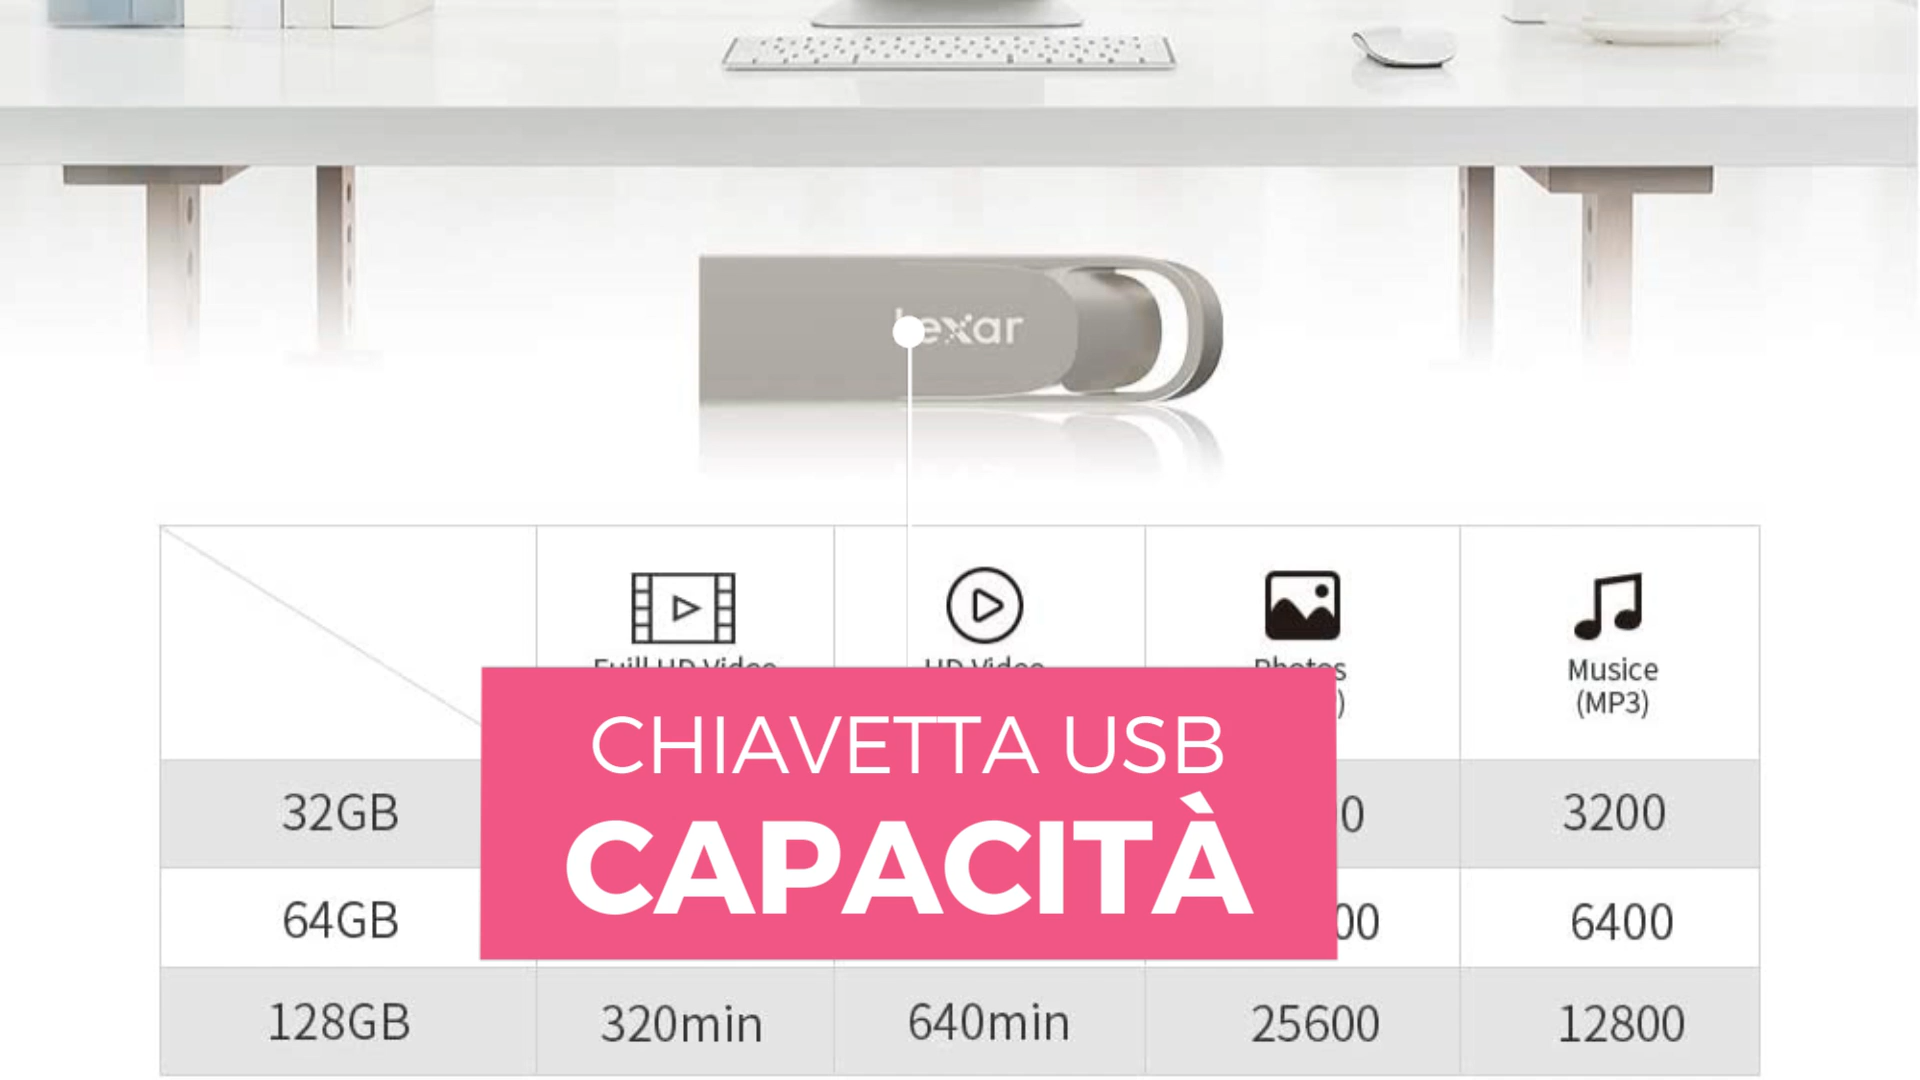 Lexar
Musice
(MP3)
CHIAVETTA USB
CAPACITÀ
32GB
3200
64GB
6400
128GB 320min 640min 25600 12800